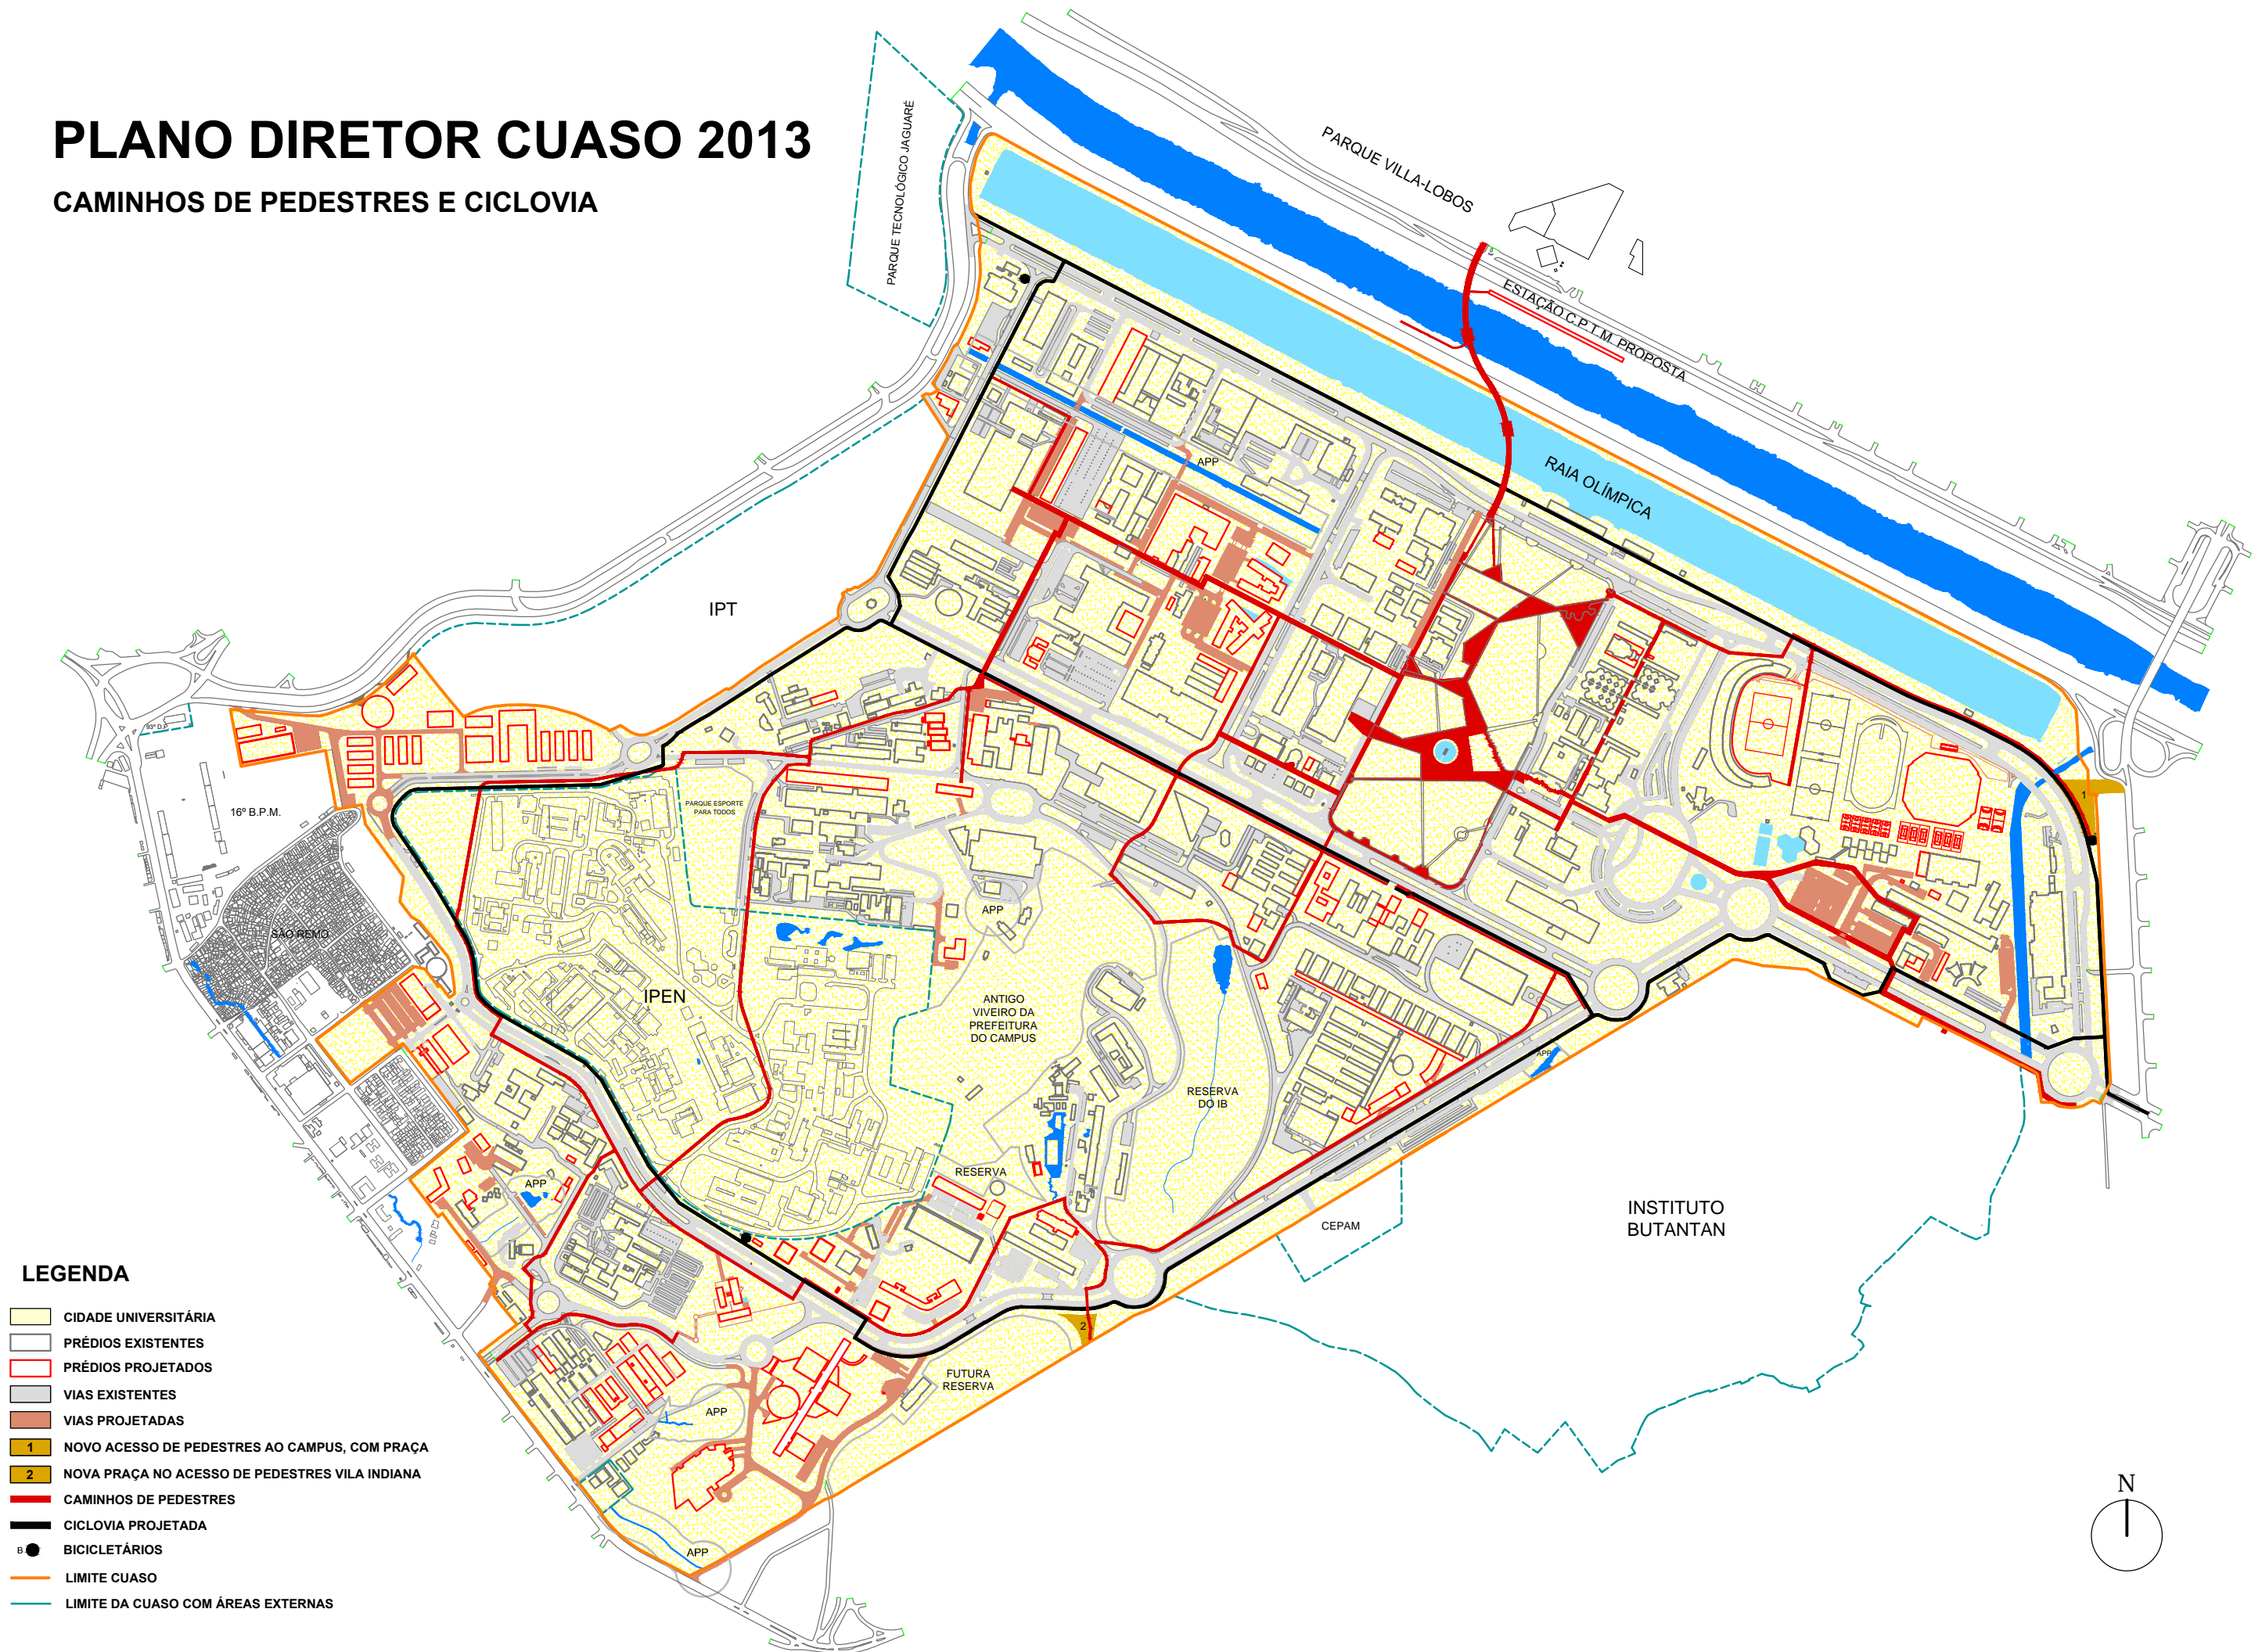 PLANO DIRETOR CUASO 2013
CAMINHOS DE PEDESTRES E CICLOVIA
PARQUE TECNOLÓGICO JAGUARÉ
PARQUE VILLA-LOBOS
ESTAÇÃO C.P.T.M. PROPOSTA
RAIA OLÍMPICA
APP
IPT
93º D.P.
16º B.P.M.
PARQUE ESPORTE
PARA TODOS
1
SÃO REMO
APP
IPEN
ANTIGO
VIVEIRO DA
PREFEITURA
DO CAMPUS
APP
RESERVA
DO IB
RESERVA
APP
CEPAM
INSTITUTO
BUTANTAN
2
FUTURA
RESERVA
APP
APP
LEGENDA
CIDADE UNIVERSITÁRIA
PRÉDIOS EXISTENTES
PRÉDIOS PROJETADOS
VIAS EXISTENTES
VIAS PROJETADAS
1 NOVO ACESSO DE PEDESTRES AO CAMPUS, COM PRAÇA
2 NOVA PRAÇA NO ACESSO DE PEDESTRES VILA INDIANA
CAMINHOS DE PEDESTRES
CICLOVIA PROJETADA
B BICICLETÁRIOS
LIMITE CUASO
LIMITE DA CUASO COM ÁREAS EXTERNAS
N